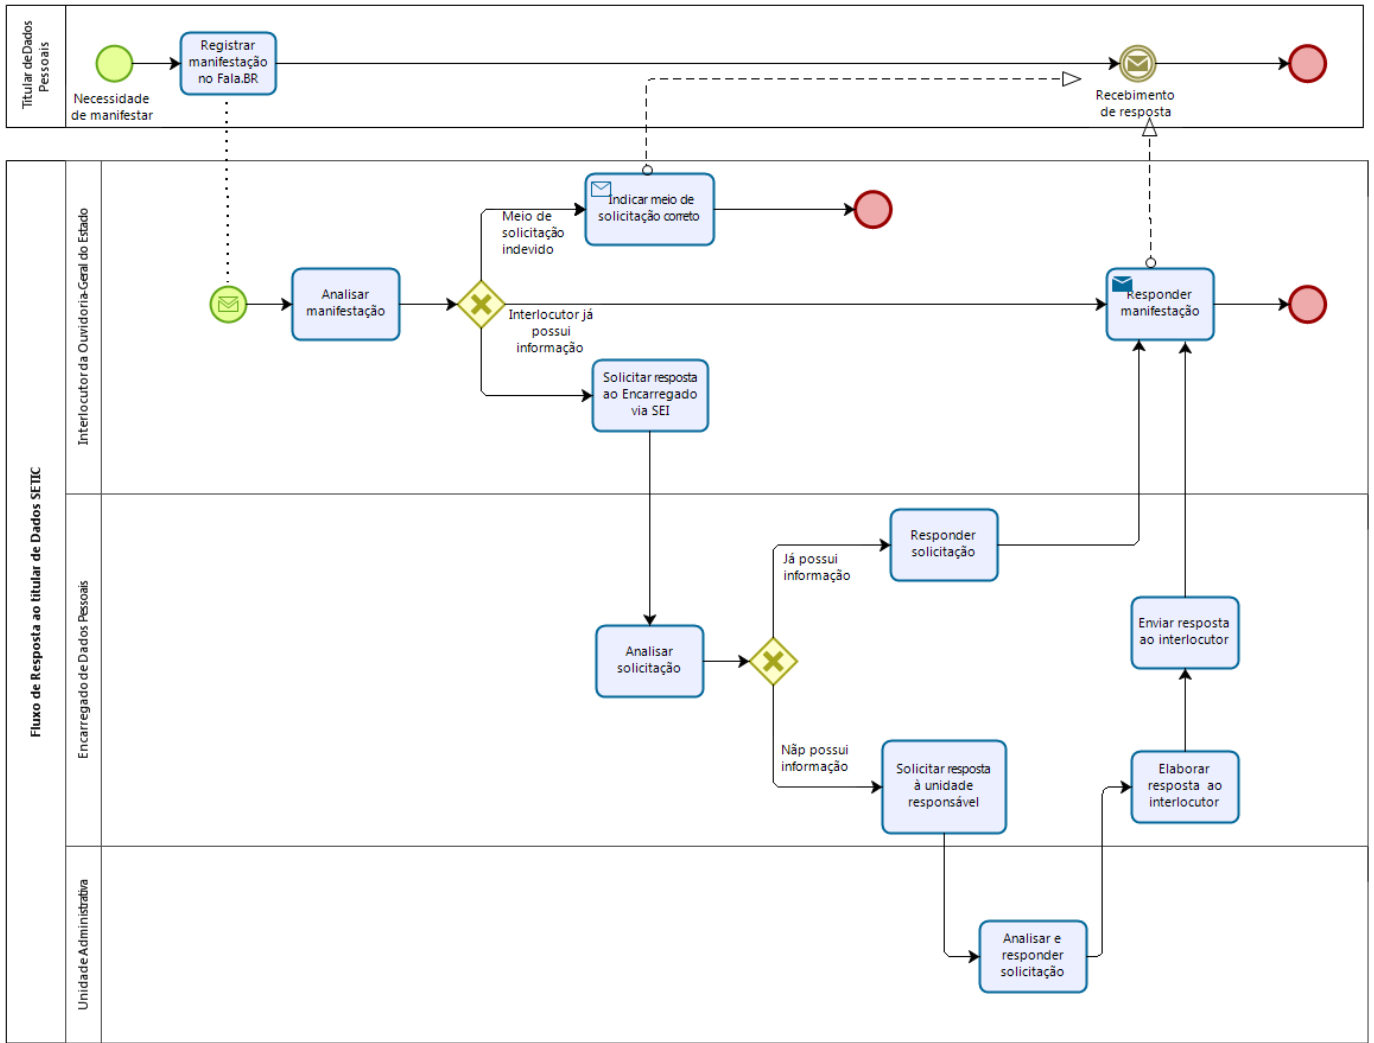 Titular de Dados
Pessoais
Necessidade
de manifestar
Registrar
manifestação
no Fala.BR
Recebimento
de resposta
Fluxo de Resposta ao titular de Dados SETIC
Interlocutor da Ouvidoria-Geral do Estado
Analisar
manifestação
Meio de
solicitação
indevido
Indicar meio de
solicitação correto
Interlocutor já
possui
informação
Solicitar resposta
ao Encarregado
via SEI
Responder
manifestação
Encarregado de Dados Pessoais
Analisar
solicitação
Já possui
informação
Responder
solicitação
Nãp possui
informação
Solicitar resposta
à unidade
responsável
Enviar resposta
ao interlocutor
Elaborar
resposta ao
interlocutor
Unidade Administrativa
Analisar e
responder
solicitação